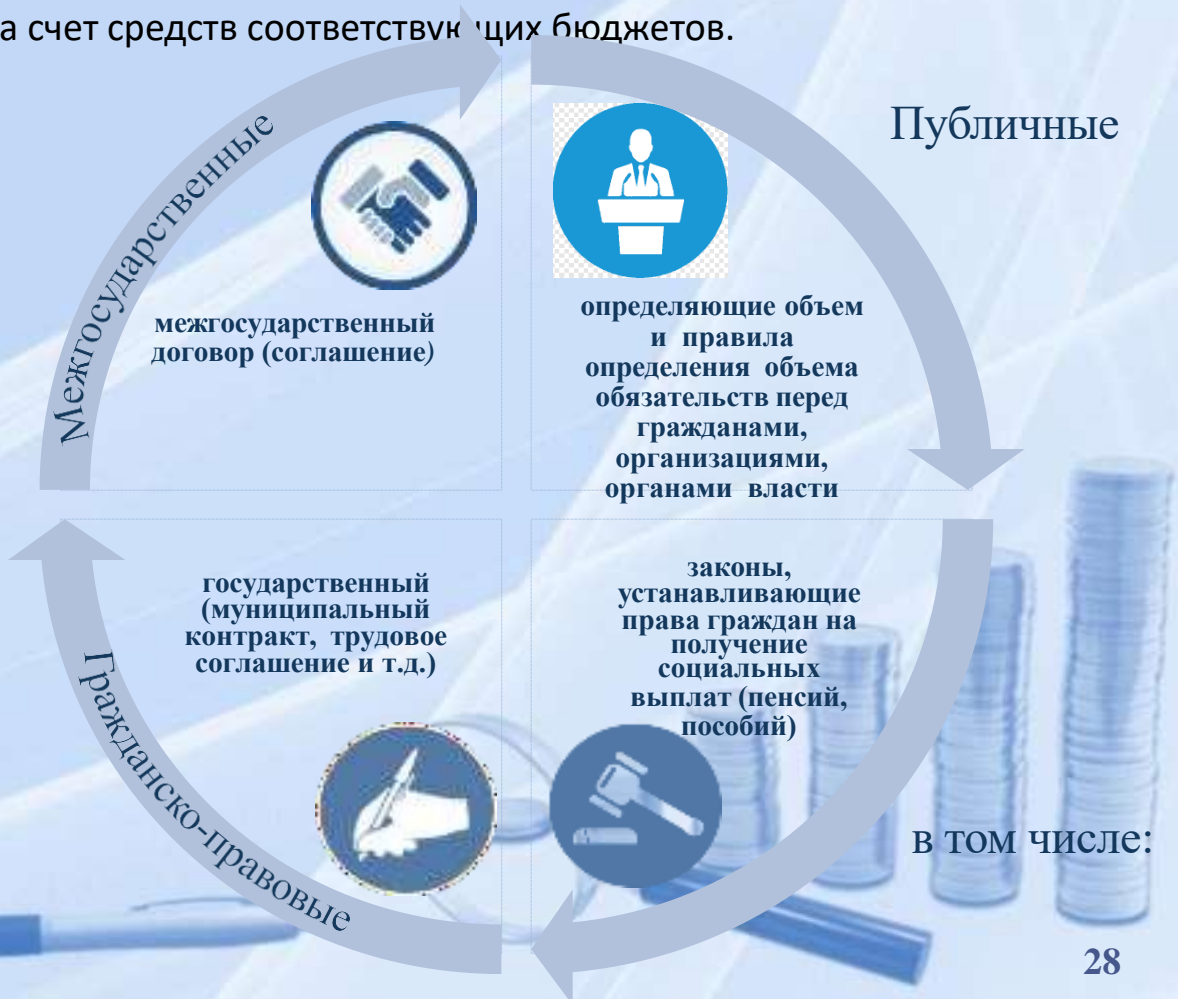 а счет средств соответствующих бюджетов.
Межгосударственные
Публичные
межгосударственный
договор (соглашение)
определяющие объем
и правила
определения объема
обязательств перед
гражданами,
организациями,
органами власти
государственный
(муниципальный
контракт, трудовое
соглашение и т.д.)
законы,
устанавливающие
права граждан на
получение
социальных
выплат (пенсий,
пособий)
Гражданско-правовые
в том числе:
28